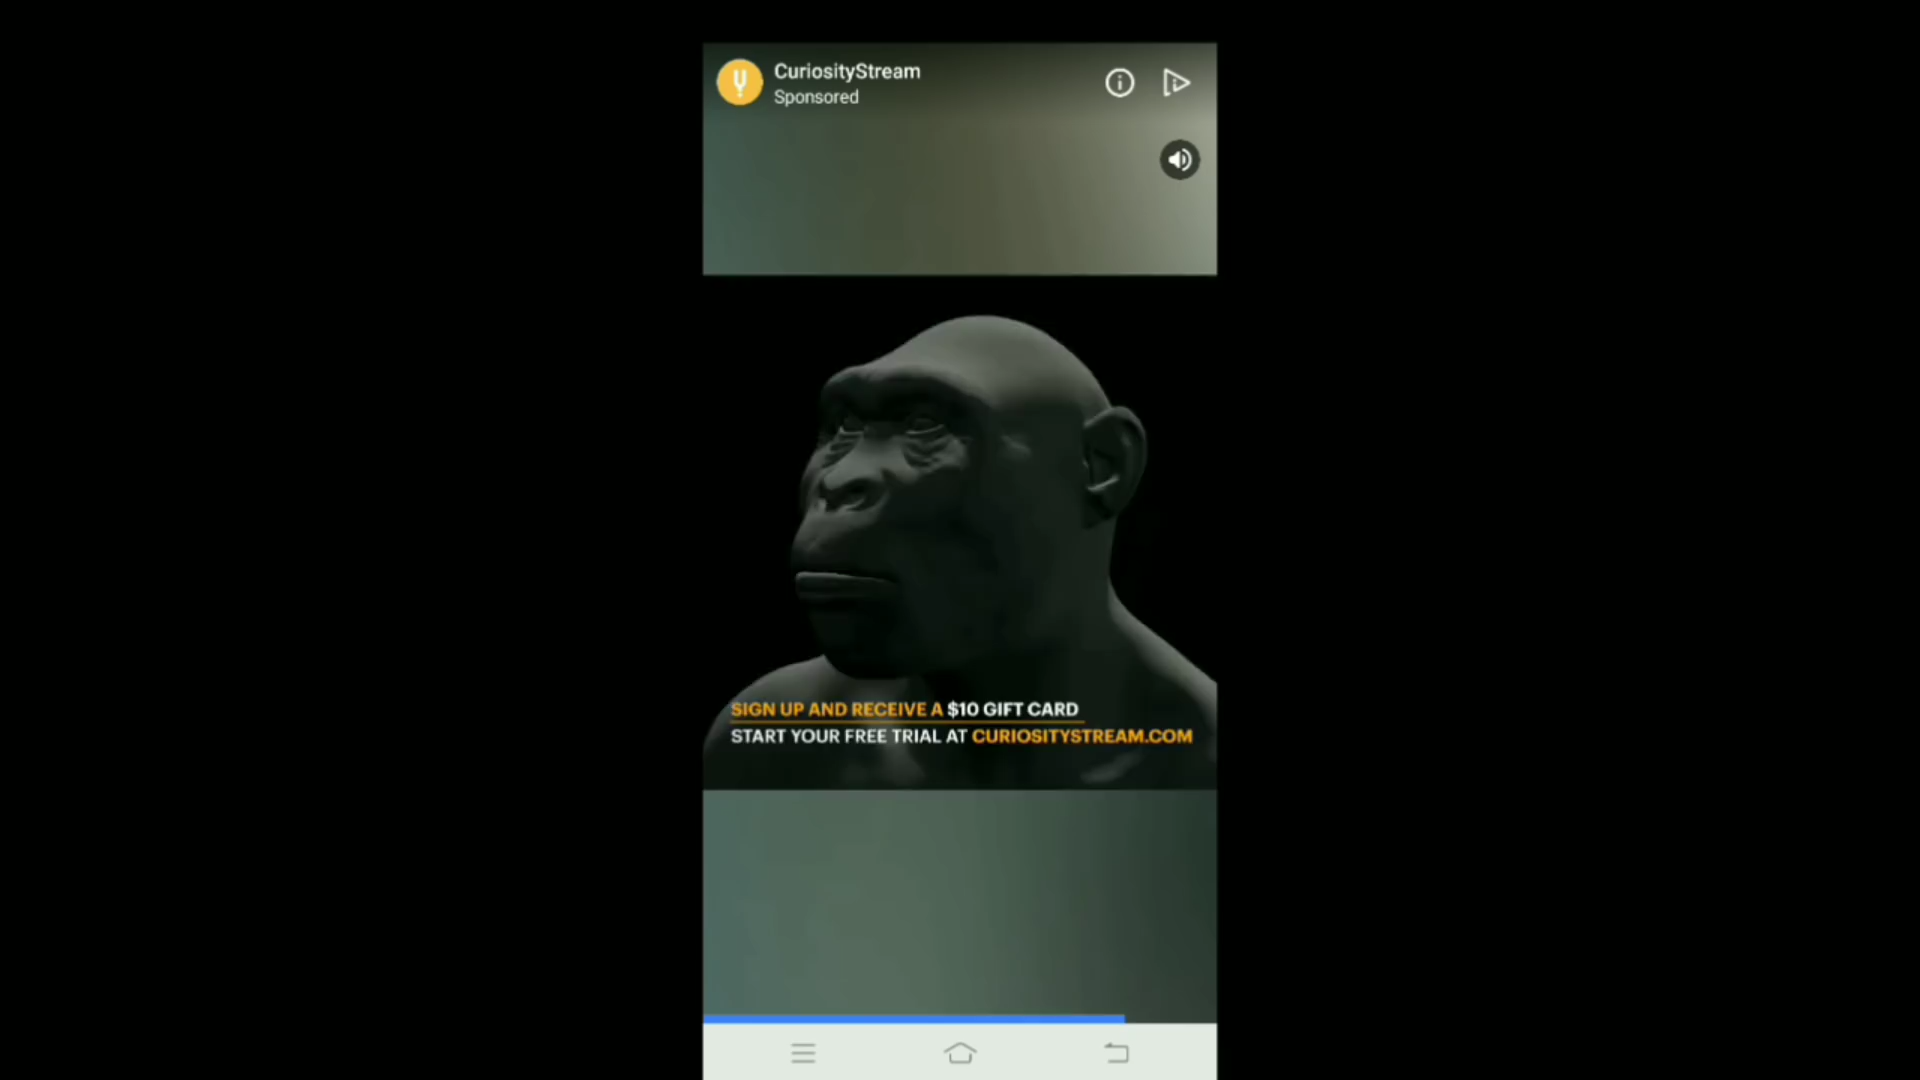 CuriosityStream
Sponsored
SIGN UP AND RECEIVE A $10 GIFT CARD
START YOUR FREE TRIAL AT CURIOSITYSTREAM.COM